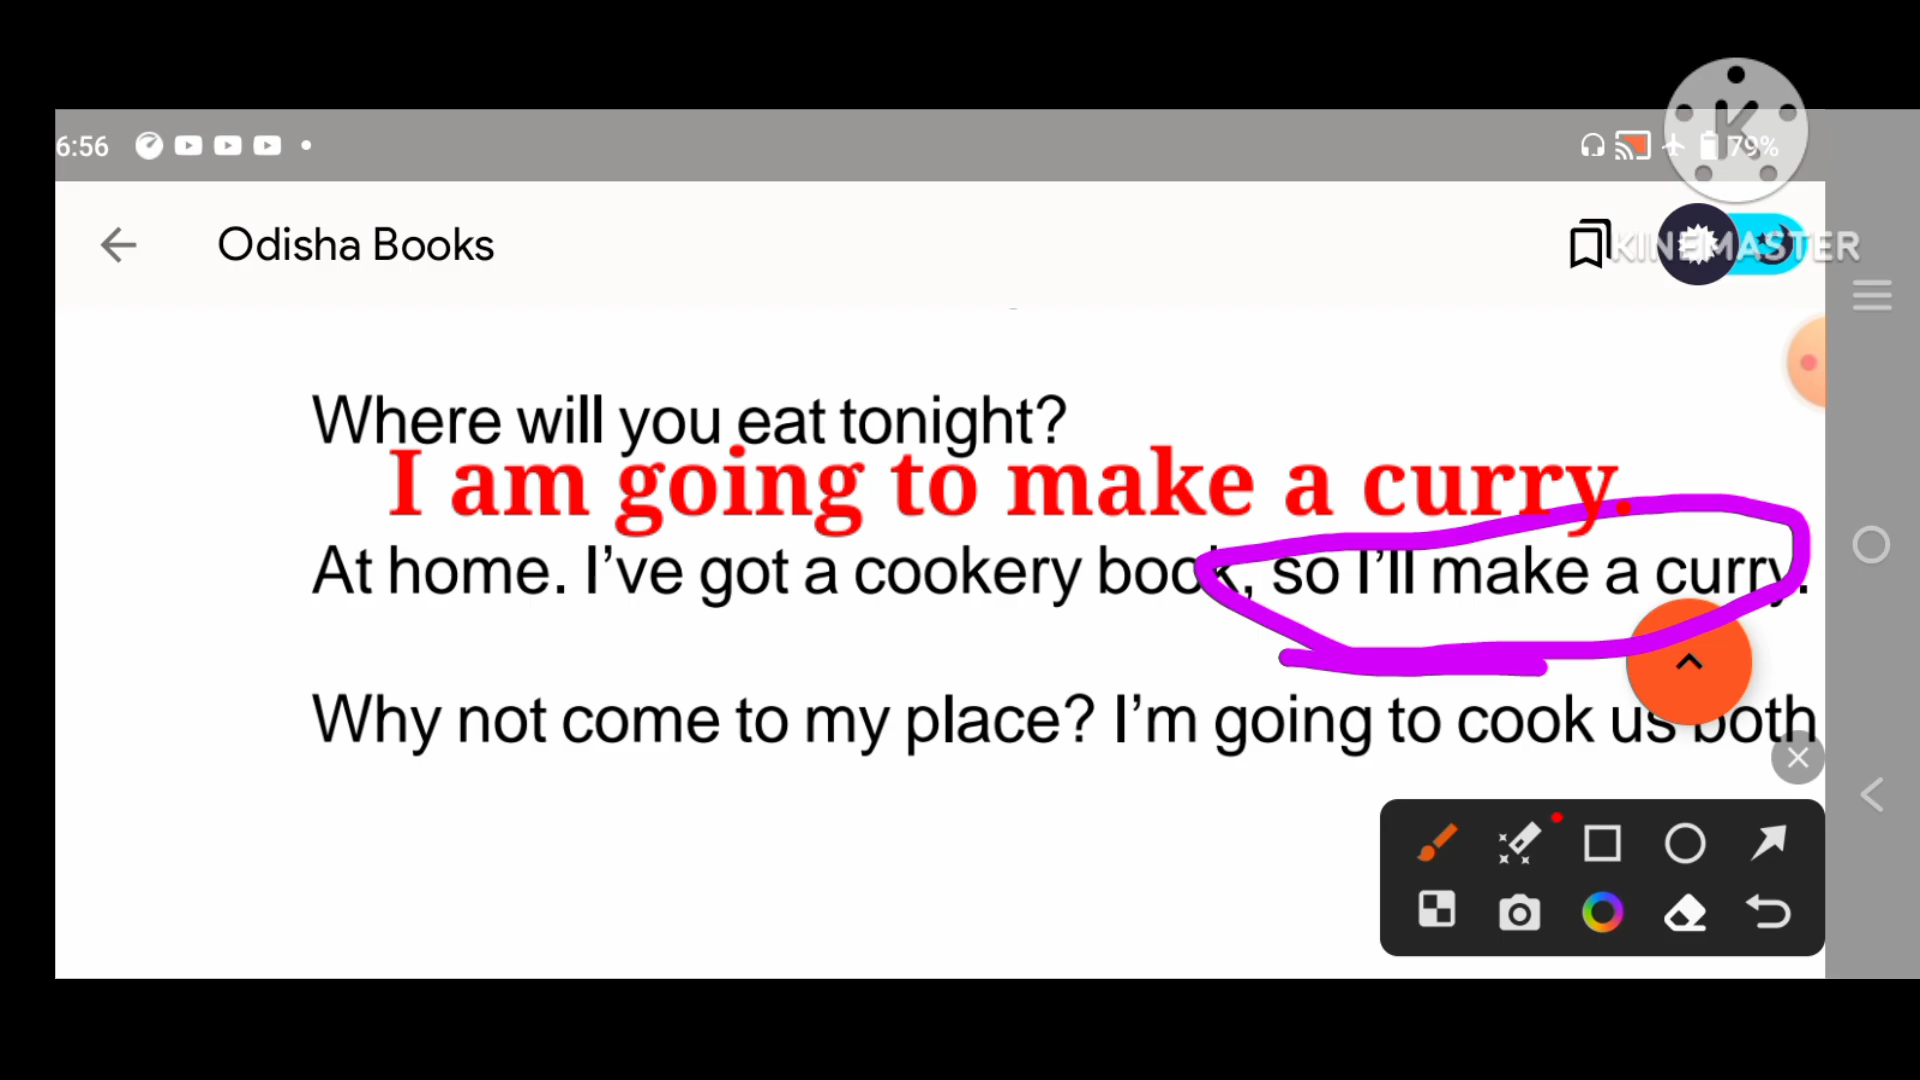 6:56
79%
K
Odisha Books
KINEMASTER
Where will you eat tonight?
I am going to make a curry.
At home. I've got a cookery book, so I'll make a curry.
Why not come to my place? I'm going to cook us both